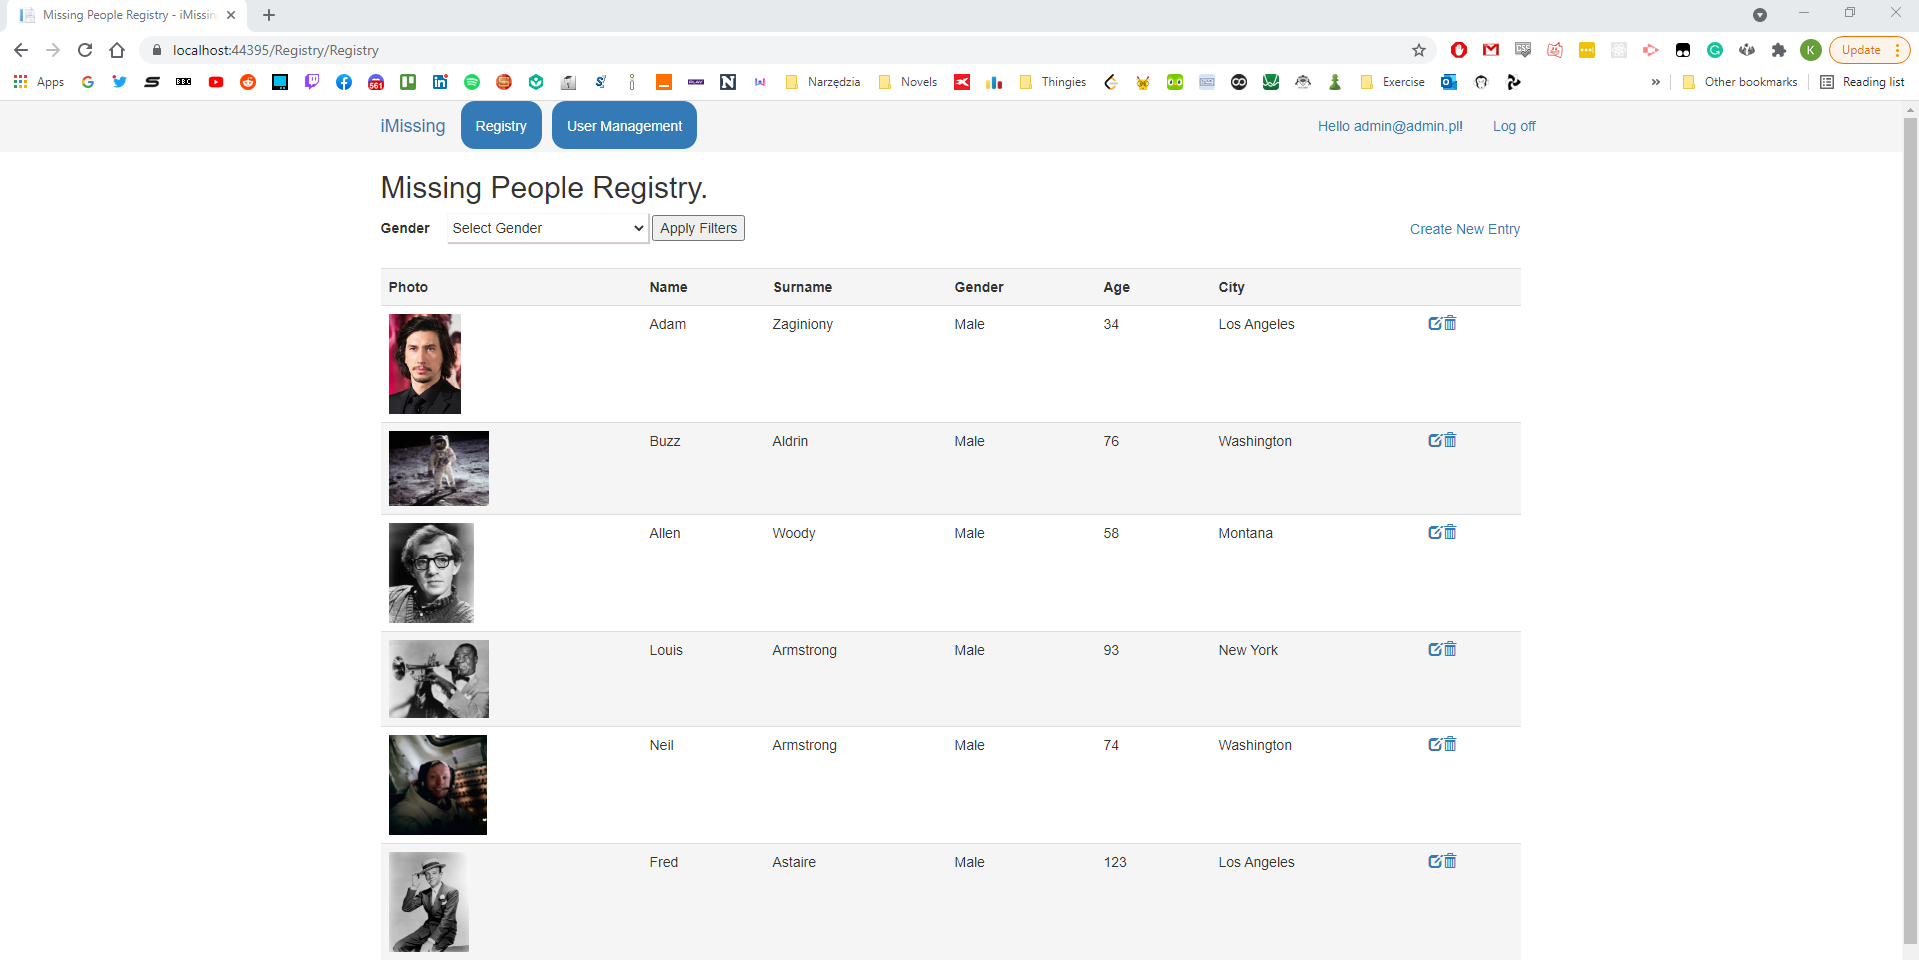 Missing People Registry - iMissin
localhost:44395/Registry/Registry
K
Update
Apps
BBC
561
Narzędzia
Novels
Thingies
Exercise
Other bookmarks
Reading list
iMissing Registry User Management Hello admin@admin.pl! Log off
Missing People Registry.
Gender Select Gender Apply Filters Create New Entry
Photo Name Surname Gender Age City
Adam Zaginiony Male 34 Los Angeles
Buzz Aldrin Male 76 Washington
Allen Woody Male 58 Montana
Louis Armstrong Male 93 New York
Neil Armstrong Male 74 Washington
Fred Astaire Male 123 Los Angeles